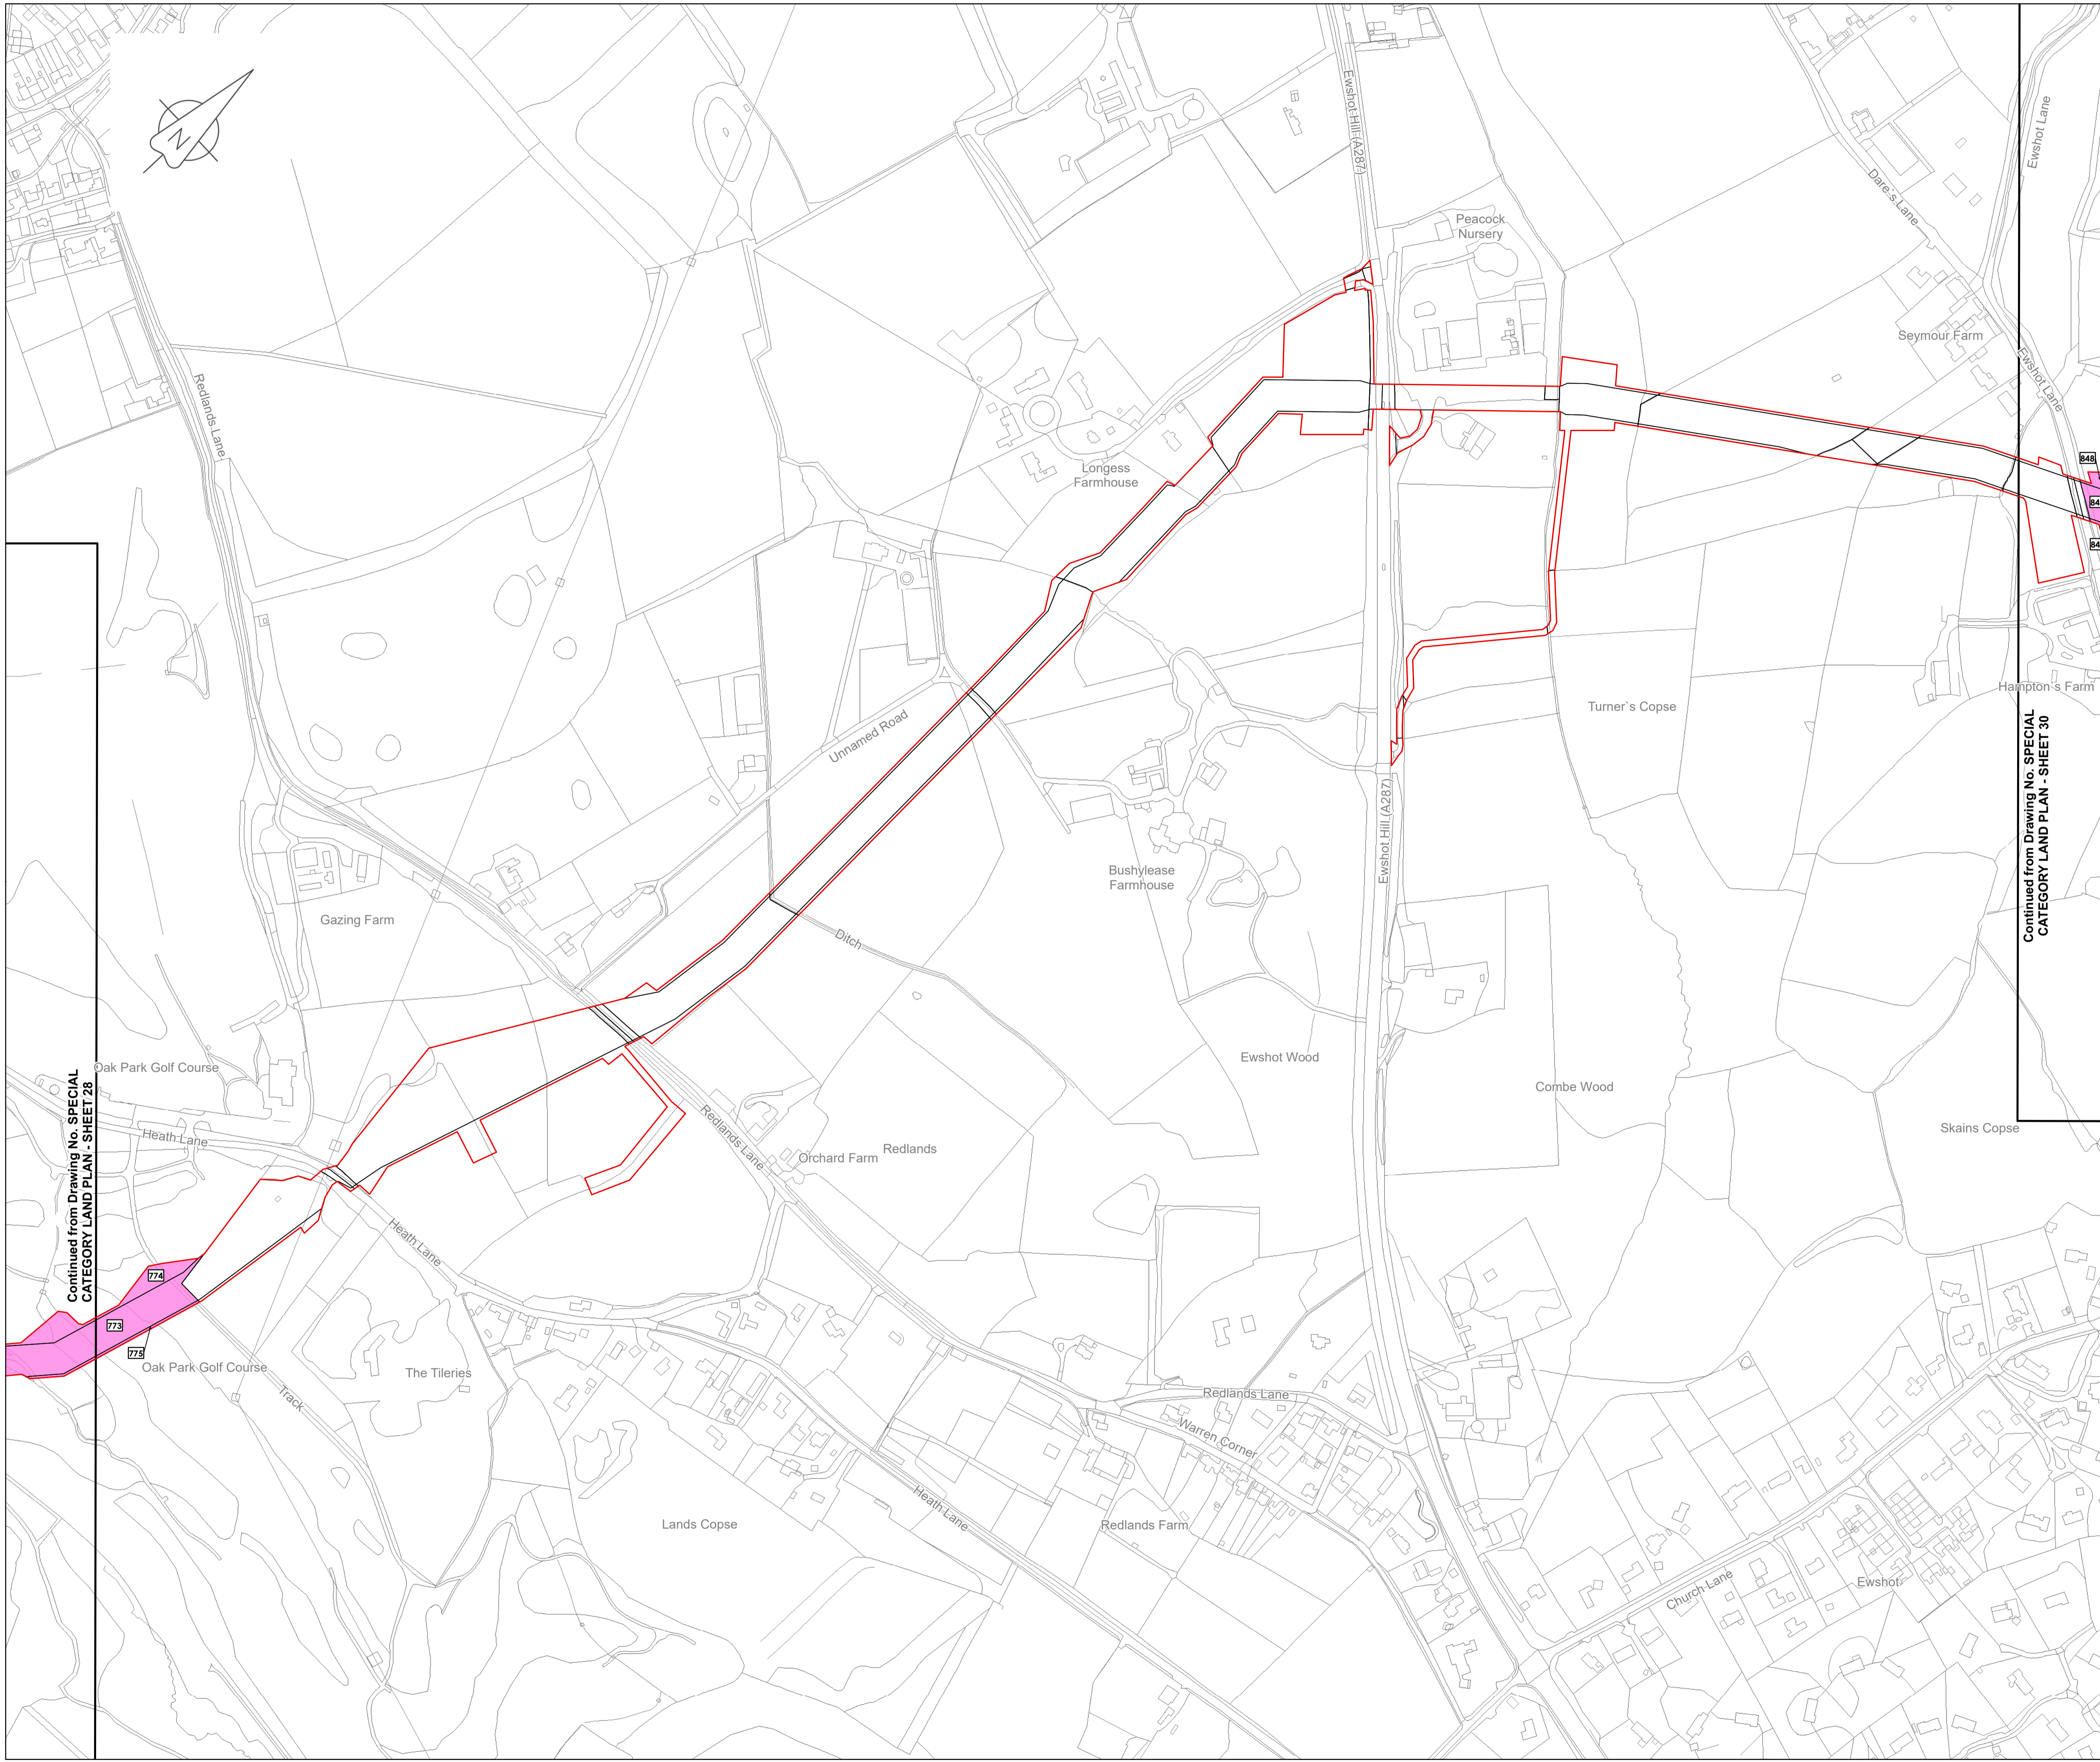 N
Ewshot Hill (A287)
Ewshot Lane
Dare`s Lane
Peacock
Nursery
Seymour Farm
Ewshot Lane
Redlands Lane
848
Longess
Farmhouse
Hampton`s Farm
Turner`s Copse
Unnamed Road
Continued from Drawing No. SPECIAL
CATEGORY LAND PLAN - SHEET 30
Ewshot Hill (A287)
Bushylease
Farmhouse
Gazing Farm
Ditch
Ewshot Wood
Oak Park Golf Course
Combe Wood
Continued from Drawing No. SPECIAL
CATEGORY LAND PLAN - SHEET 28
Heath Lane
Redlands Lane
Skains Copse
Redlands
Orchard Farm
Heath Lane
774
773
775
Oak Park Golf Course
The Tileries
Track
Redlands Lane
Warren Corner
Heath Lane
Lands Copse
Redlands Farm
Church Lane
Ewshot